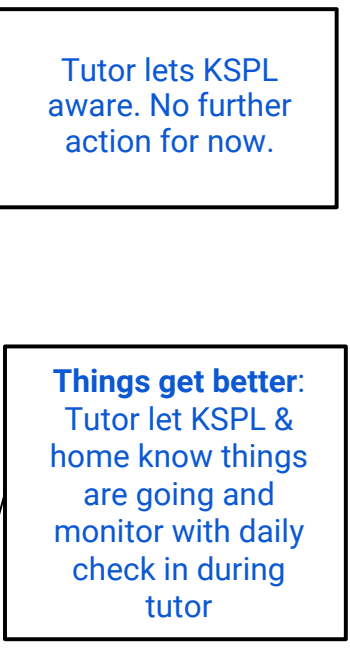 Tutor lets KSPL
aware. No further
action for now.
Things get better:
Tutor let KSPL &
home know things
are going and
monitor with daily
check in during
tutor